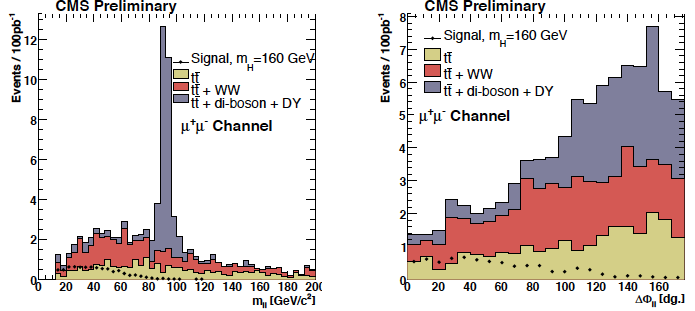 CMS Preliminary
Events / 100pb⁻¹
12
10
8
6
4
2
0
Signal, m_H=160 GeV
tt̄
tt̄ + WW
tt̄ + di-boson + DY
μ⁺μ⁻ Channel
0 20 40 60 80 100 120 140 160 180 200
m_ll [GeV/c²]
CMS Preliminary
Events / 100pb⁻¹
8
7
6
5
4
3
2
1
0
Signal, m_H=160 GeV
tt̄
tt̄ + WW
tt̄ + di-boson + DY
μ⁺μ⁻ Channel
0 20 40 60 80 100 120 140 160
ΔΦ_ll [dg.]